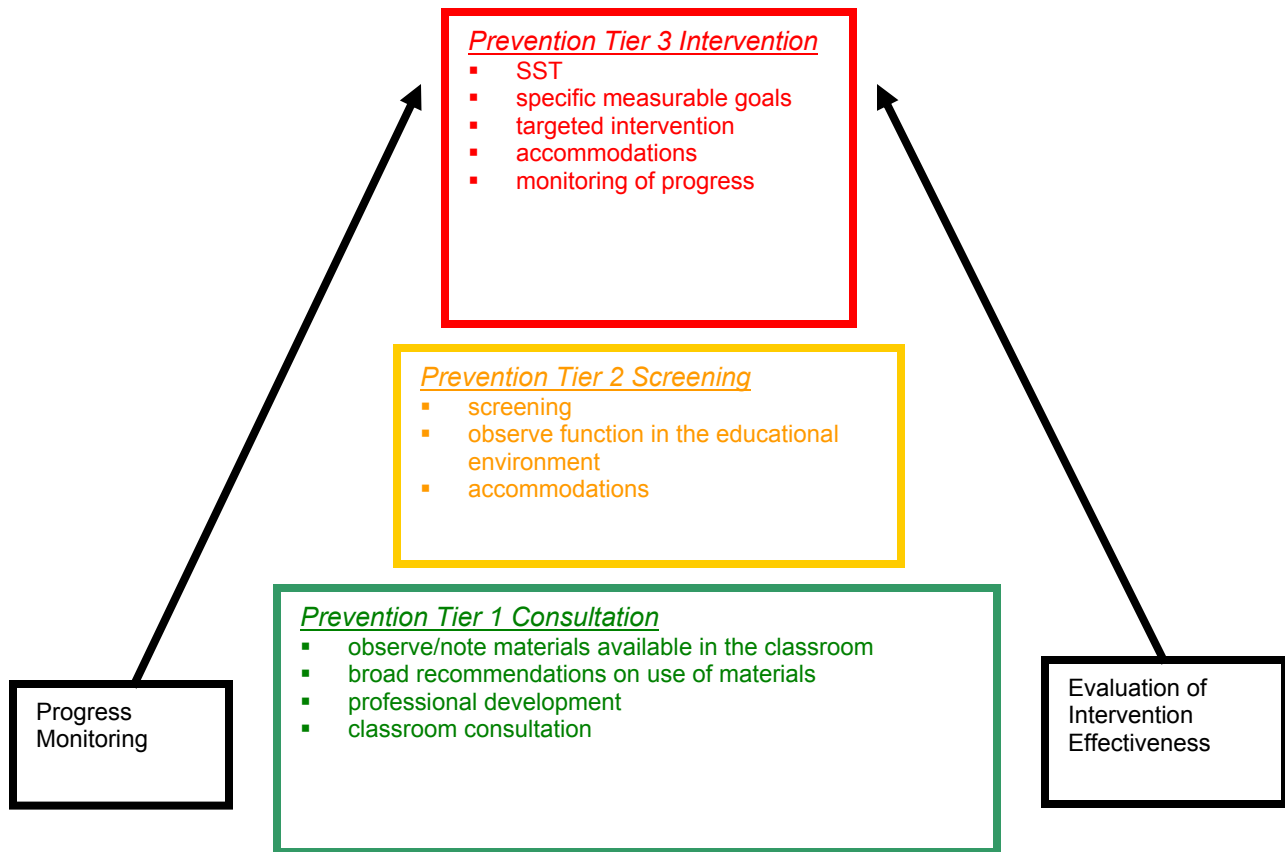 Prevention Tier 3 Intervention
▪ SST
▪ specific measurable goals
▪ targeted intervention
▪ accommodations
▪ monitoring of progress
Prevention Tier 2 Screening
▪ screening
▪ observe function in the educational
environment
▪ accommodations
Prevention Tier 1 Consultation
▪ observe/note materials available in the classroom
▪ broad recommendations on use of materials
▪ professional development
▪ classroom consultation
Progress
Monitoring
Evaluation of
Intervention
Effectiveness